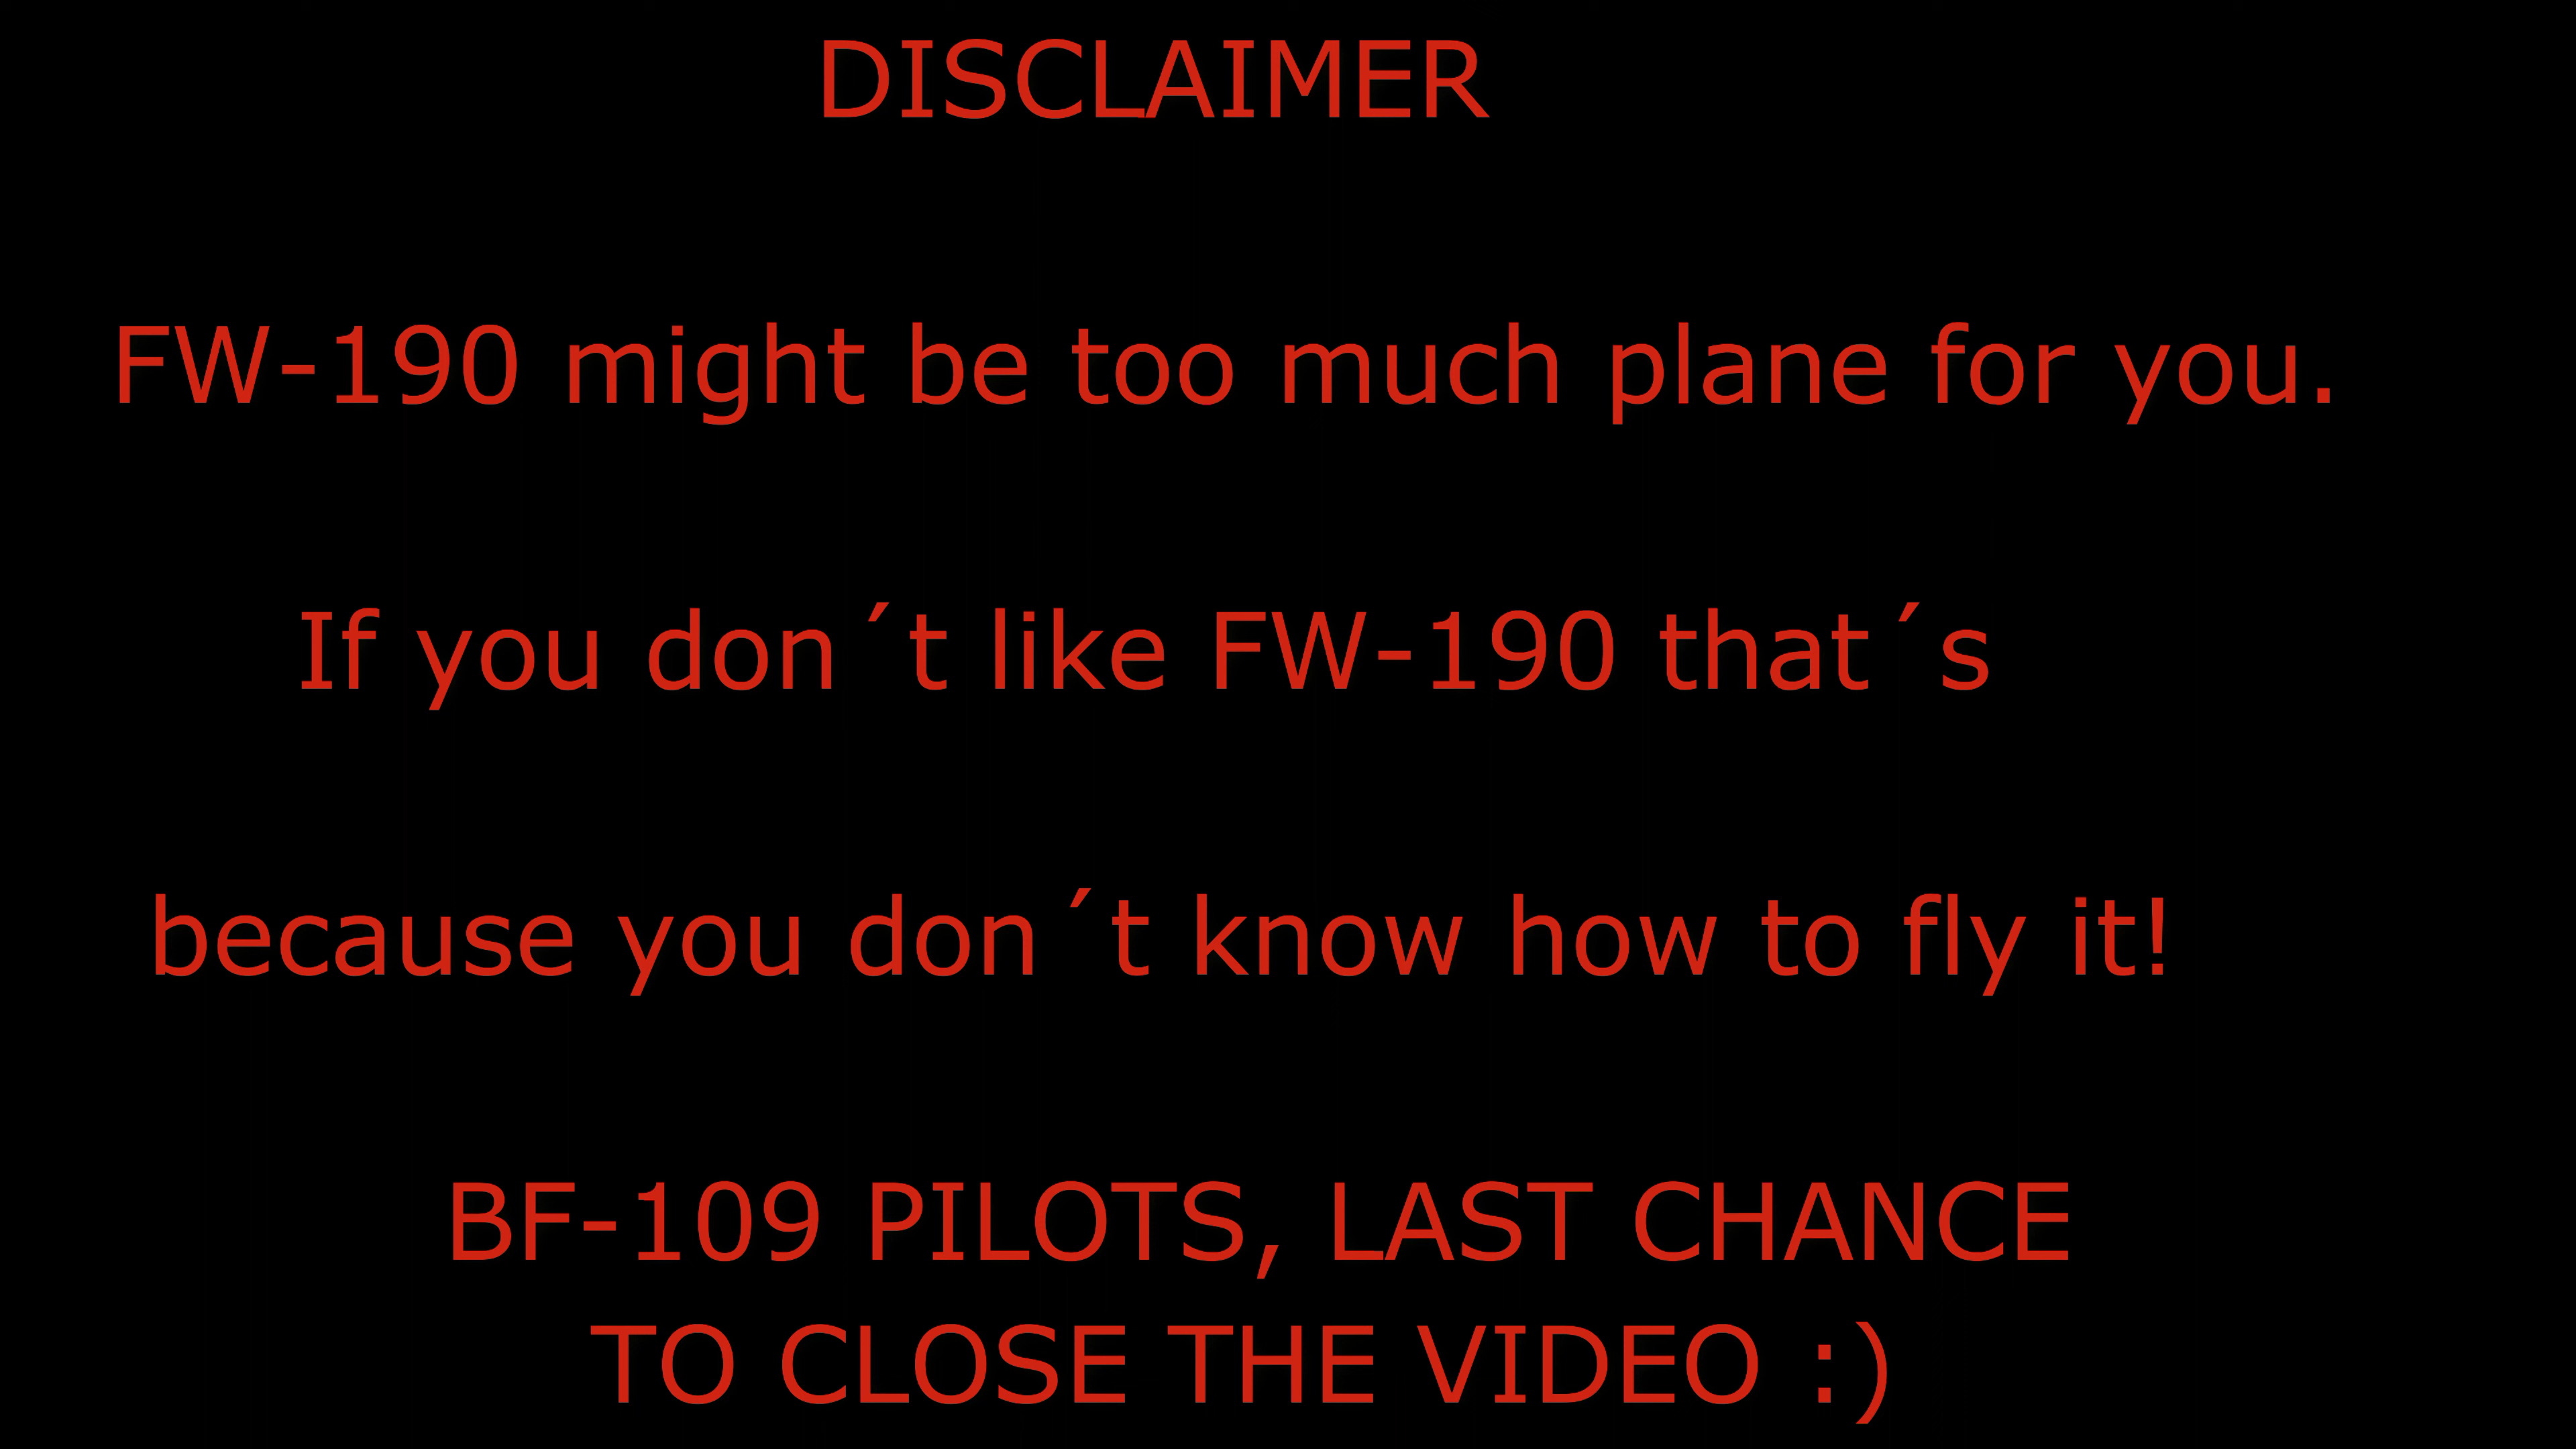 DISCLAIMER
FW-190 might be too much plane for you.
If you don´t like FW-190 that´s
because you don´t know how to fly it!
BF-109 PILOTS, LAST CHANCE
TO CLOSE THE VIDEO :)